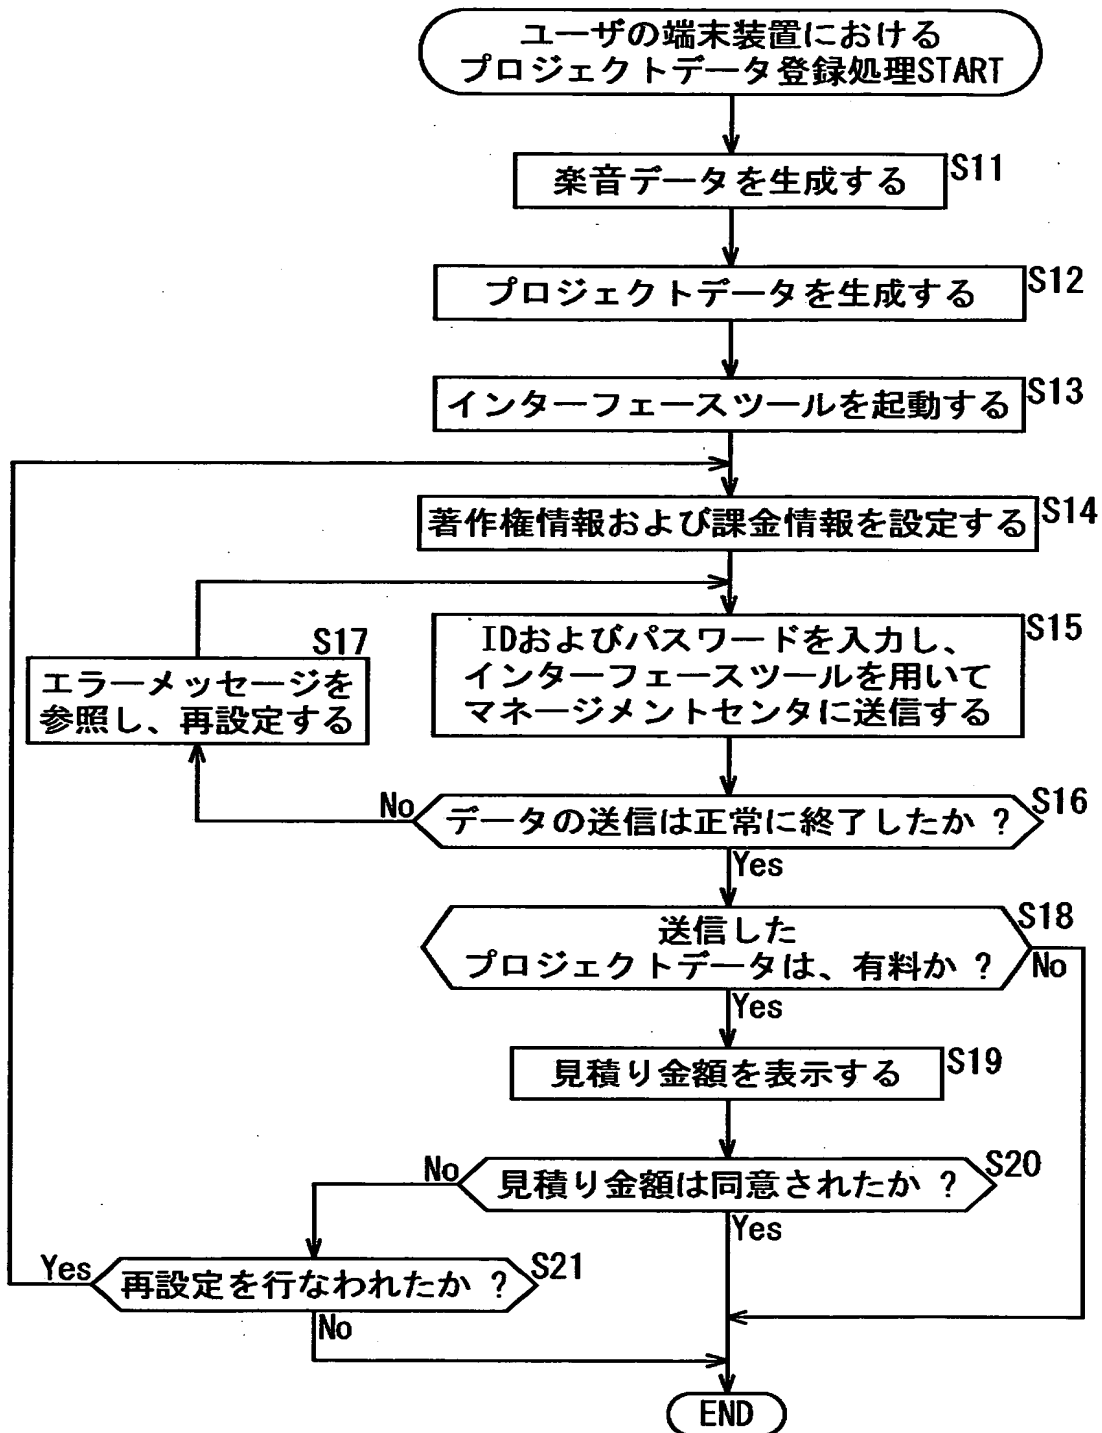 ユーザの端末装置における
プロジェクトデータ登録処理START
楽音データを生成する
S11
プロジェクトデータを生成する
S12
インターフェースツールを起動する
S13
著作権情報および課金情報を設定する
S14
IDおよびパスワードを入力し、
インターフェースツールを用いて
マネージメントセンタに送信する
S15
S17
エラーメッセージを
参照し、再設定する
No
データの送信は正常に終了したか ?
S16
Yes
送信した
プロジェクトデータは、有料か ?
S18
No
Yes
見積り金額を表示する
S19
No
見積り金額は同意されたか ?
S20
Yes
Yes
再設定を行なわれたか ?
S21
No
END